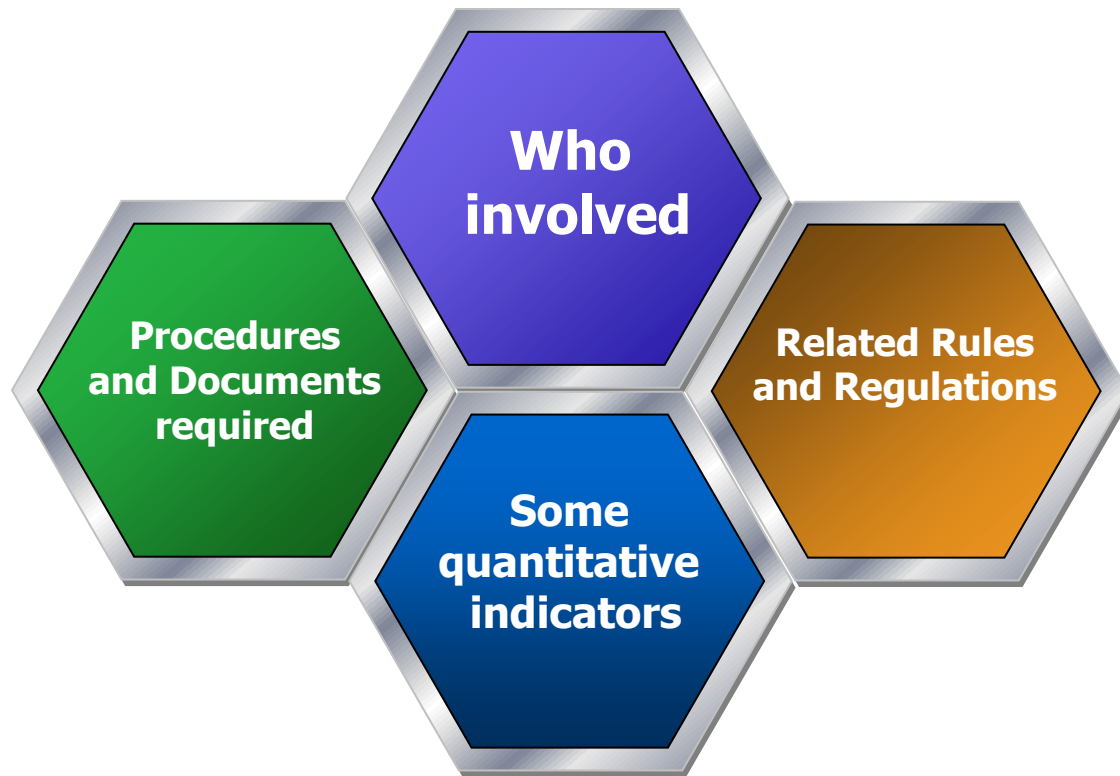 Who
involved
Procedures
and Documents
required
Related Rules
and Regulations
Some
quantitative
indicators